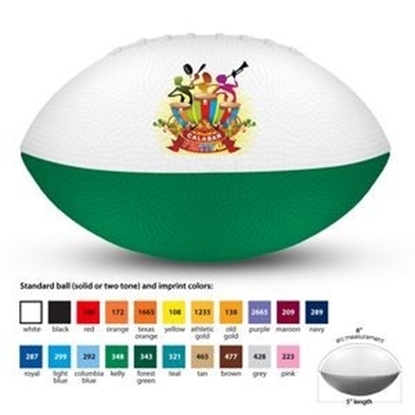 CALABAR
FESTIVAL
Standard ball (solid or two tone) and imprint colors:
172 1665 108 1235 138 2665 209 289
white black red orange texas orange yellow athletic gold old gold purple maroon navy
287 299 292 348 343 321 465 477 428 223
royal light blue columbia blue kelly forest green teal tan brown grey pink
6"
arc measurement
5" length